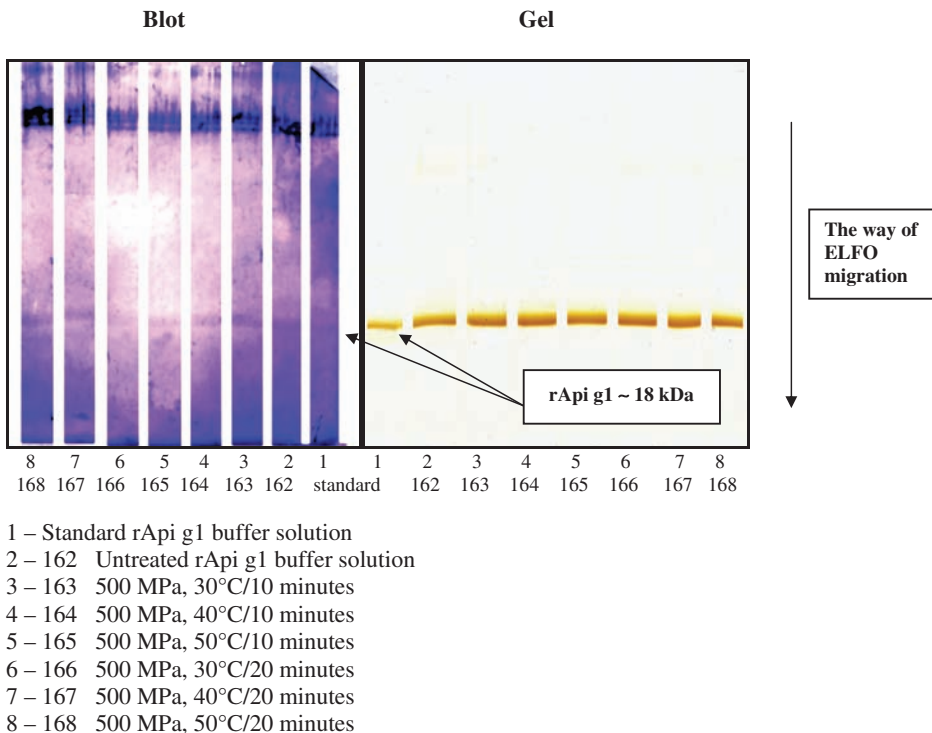 Blot Gel
The way of
ELFO
migration
rApi g1 ~ 18 kDa
8 7 6 5 4 3 2 1 1 2 3 4 5 6 7 8
168 167 166 165 164 163 162 standard 162 163 164 165 166 167 168
1 – Standard rApi g1 buffer solution
2 – 162 Untreated rApi g1 buffer solution
3 – 163 500 MPa, 30°C/10 minutes
4 – 164 500 MPa, 40°C/10 minutes
5 – 165 500 MPa, 50°C/10 minutes
6 – 166 500 MPa, 30°C/20 minutes
7 – 167 500 MPa, 40°C/20 minutes
8 – 168 500 MPa, 50°C/20 minutes